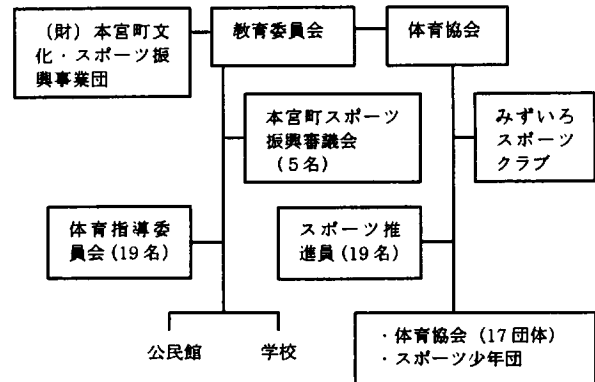 (財)本宮町文
化・スポーツ振
興事業団
教育委員会
体育協会
本宮町スポーツ
振興審議会
(5名)
みずいろ
スポーツ
クラブ
体育指導委
員会(19名)
スポーツ推
進員(19名)
公民館
学校
・体育協会(17団体)
・スポーツ少年団